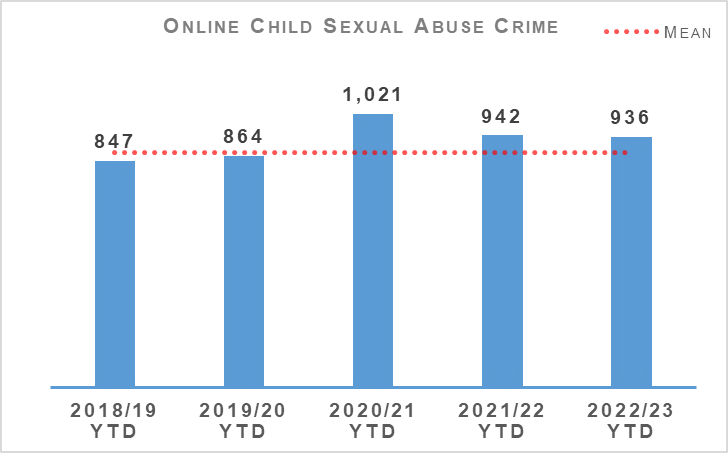 Online Child Sexual Abuse Crime
Mean
1,021
942
936
864
847
2018/19 2019/20 2020/21 2021/22 2022/23
YTD YTD YTD YTD YTD